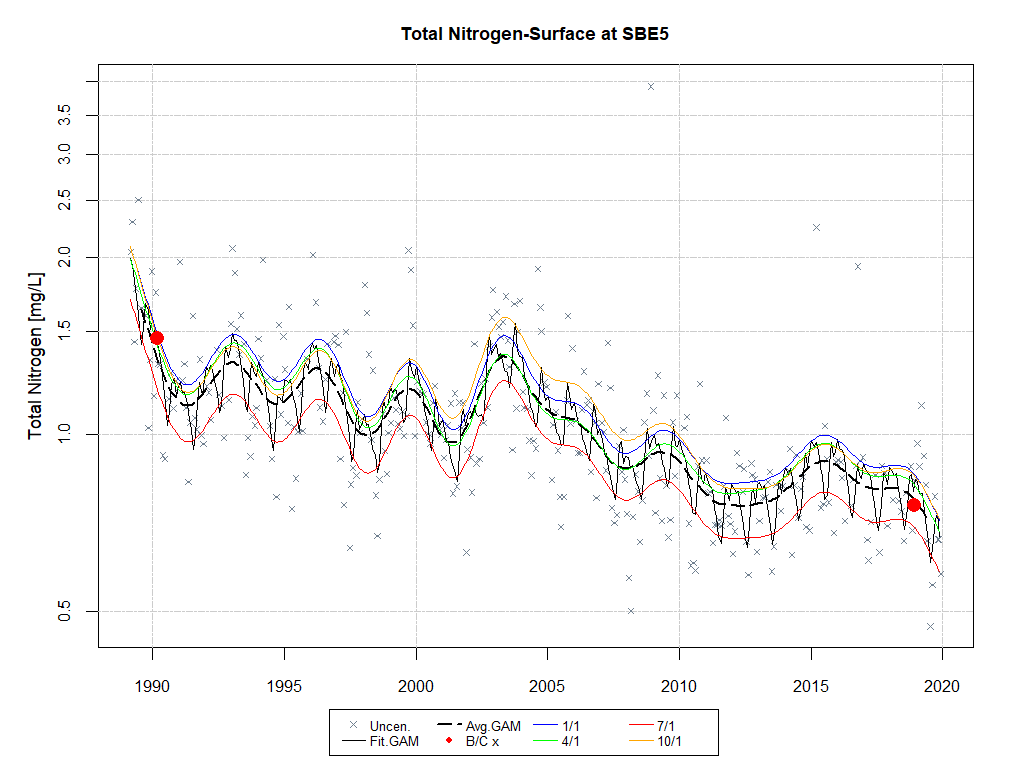 Total Nitrogen-Surface at SBE5
Total Nitrogen [mg/L]
3.5
3.0
2.5
2.0
1.5
1.0
0.5
1990 1995 2000 2005 2010 2015 2020
Uncen. Avg.GAM 1/1 7/1
Fit.GAM B/C x 4/1 10/1